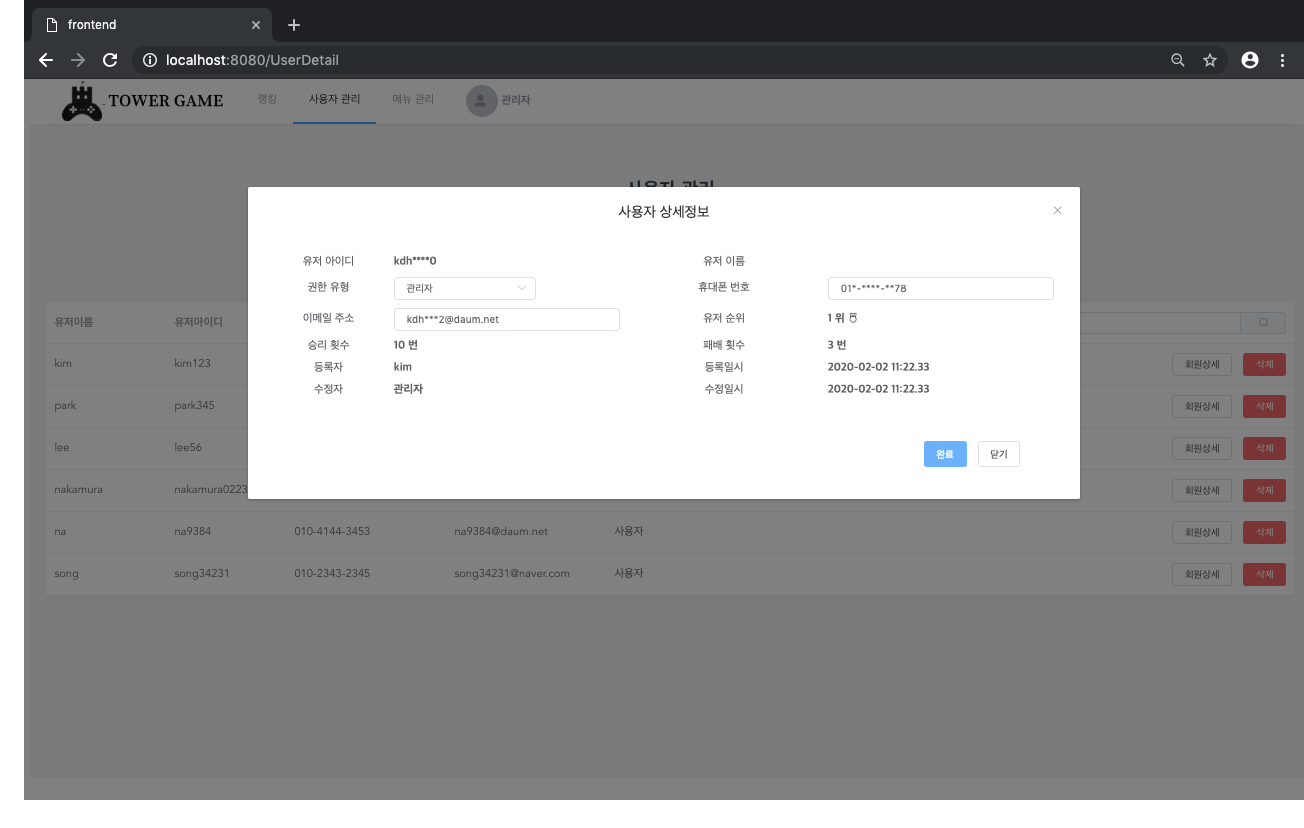 frontend
localhost:8080/UserDetail
TOWER GAME 랭킹 사용자 관리 메뉴 관리 관리자
사용자 관리
사용자 상세정보
유저 아이디 kdh****0 유저 이름
권한 유형 관리자 휴대폰 번호 01*-****-**78
이메일 주소 kdh***2@daum.net 유저 순위 1 위
승리 횟수 10 번 패배 횟수 3 번
등록자 kim 등록일시 2020-02-02 11:22.33
수정자 관리자 수정일시 2020-02-02 11:22.33
완료 닫기
유저이름 유저아이디
kim kim123 회원상세 삭제
park park345 회원상세 삭제
lee lee56 회원상세 삭제
nakamura nakamura0223 회원상세 삭제
na na9384 010-4144-3453 na9384@daum.net 사용자 회원상세 삭제
song song34231 010-2343-2345 song34231@naver.com 사용자 회원상세 삭제